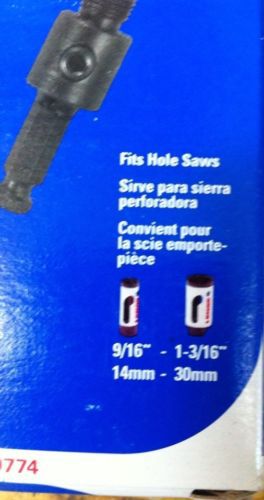 Fits Hole Saws
Sirve para sierra
perforadora
Convient pour
la scie emporte-
pièce
9/16" - 1-3/16"
14mm - 30mm
0774